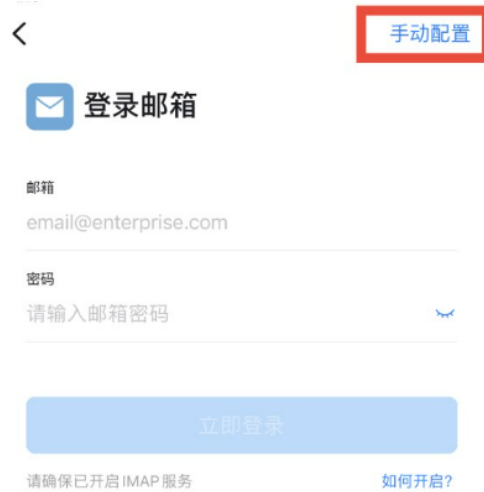 手动配置
登录邮箱
邮箱
email@enterprise.com
密码
请输入邮箱密码
立即登录
请确保已开启IMAP服务 如何开启?